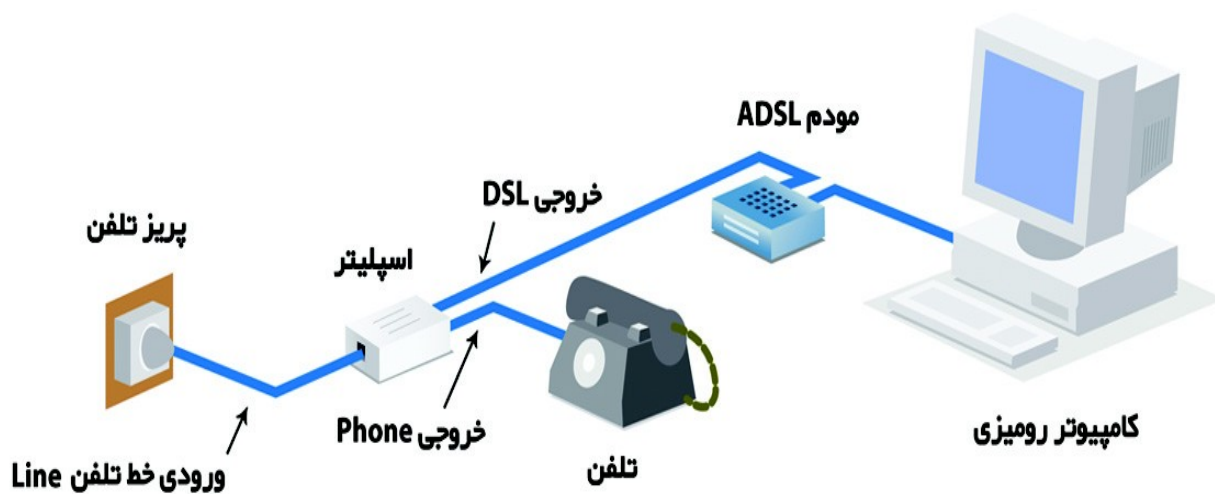 مودم ADSL
خروجی DSL
پریز تلفن
اسپلیتر
خروجی Phone
ورودی خط تلفن Line
تلفن
کامپیوتر رومیزی